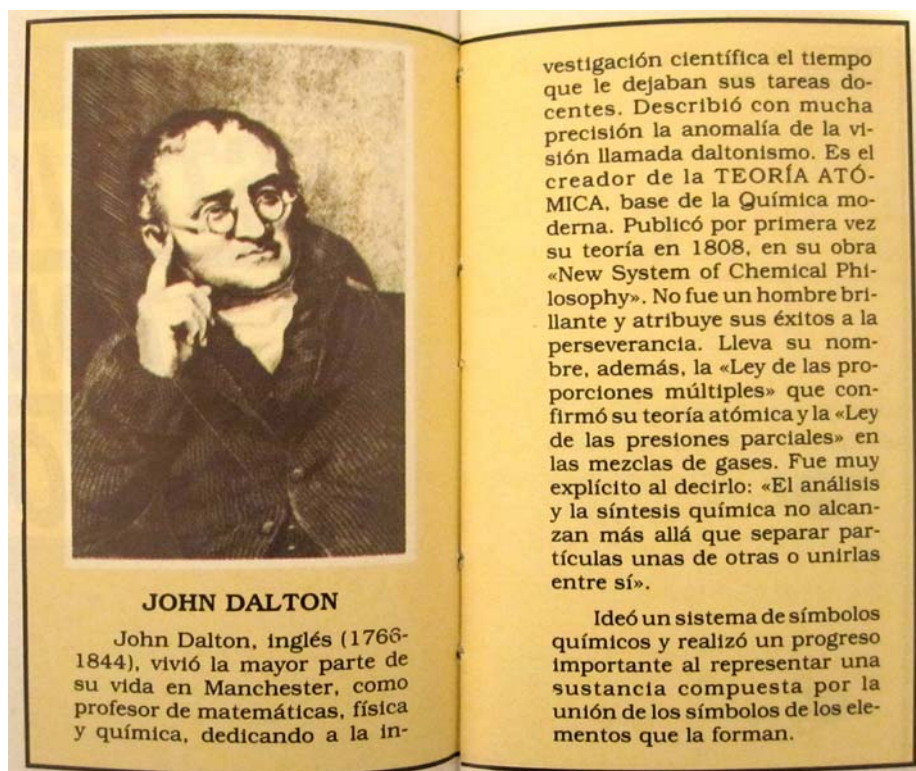 JOHN DALTON
John Dalton, inglés (1766-
1844), vivió la mayor parte de
su vida en Manchester, como
profesor de matemáticas, física
y química, dedicando a la in-
vestigación científica el tiempo
que le dejaban sus tareas do-
centes. Describió con mucha
precisión la anomalía de la vi-
sión llamada daltonismo. Es el
creador de la TEORÍA ATÓ-
MICA, base de la Química mo-
derna. Publicó por primera vez
su teoría en 1808, en su obra
«New System of Chemical Phi-
losophy». No fue un hombre bri-
llante y atribuye sus éxitos a la
perseverancia. Lleva su nom-
bre, además, la «Ley de las pro-
porciones múltiples» que con-
firmó su teoría atómica y la «Ley
de las presiones parciales» en
las mezclas de gases. Fue muy
explícito al decirlo: «El análisis
y la síntesis química no alcan-
zan más allá que separar par-
tículas unas de otras o unirlas
entre sí».
Ideó un sistema de símbolos
químicos y realizó un progreso
importante al representar una
sustancia compuesta por la
unión de los símbolos de los ele-
mentos que la forman.